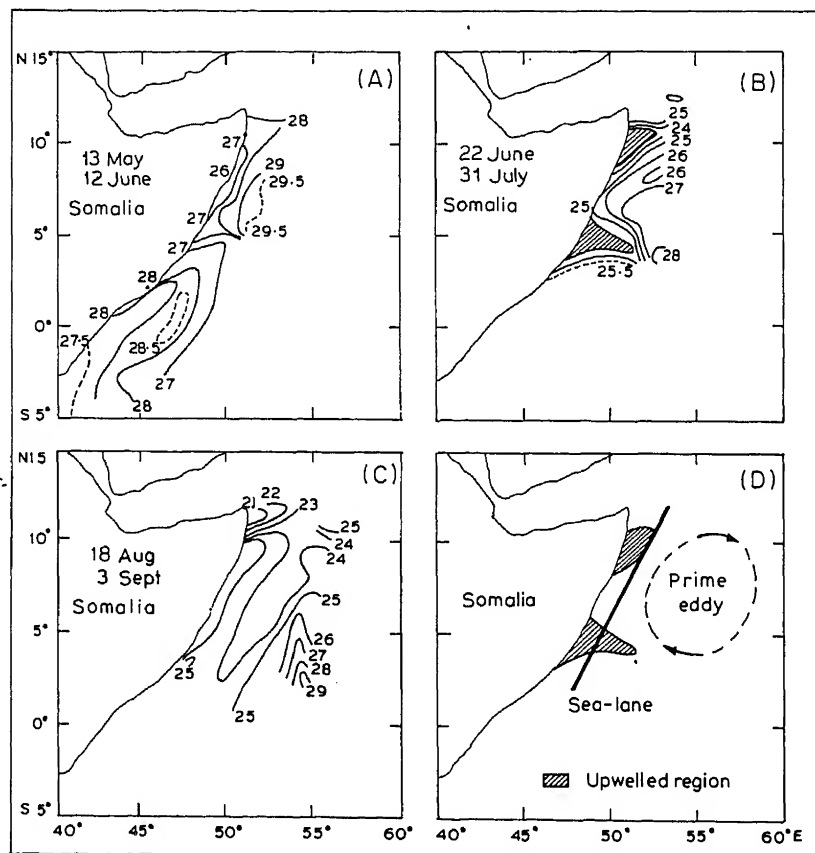 N 15°
10°
5°
0°
S 5°
(A)
13 May
12 June
Somalia
28
27
26
29
29·5
27
29·5
27
28
28
27·5
28·5
27
28
(B)
22 June
31 July
Somalia
25
24
25
26
26
27
25
28
25·5
N 15
10°
5°
0°
S 5°
(C)
18 Aug
3 Sept
Somalia
21
22
23
25
24
24
25
26
27
28
29
25
25
40°
45°
50°
55°
60°
(D)
Somalia
Prime
eddy
Sea-lane
Upwelled region
40°
45°
50°
55°
60°E